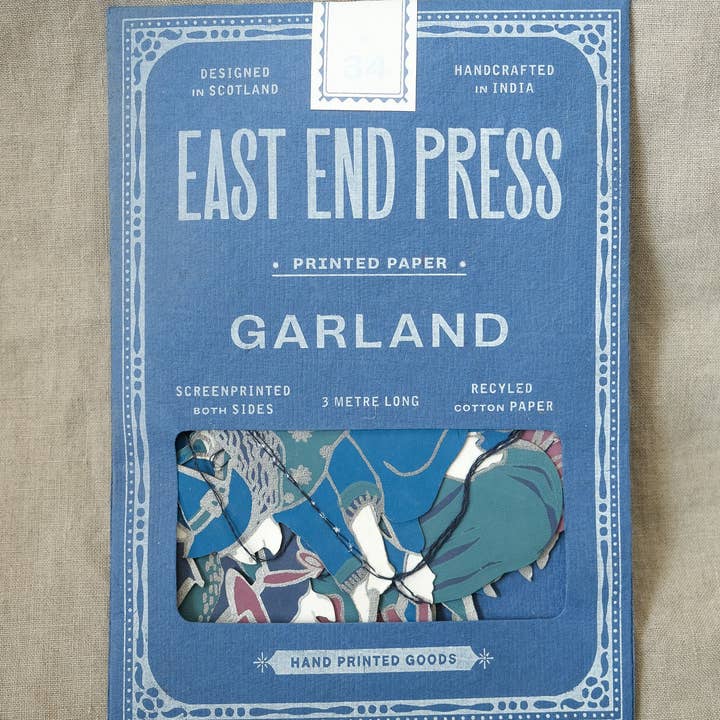 34
DESIGNED
IN SCOTLAND
HANDCRAFTED
IN INDIA
EAST END PRESS
• PRINTED PAPER •
GARLAND
SCREENPRINTED
BOTH SIDES
3 METRE LONG
RECYLED
COTTON PAPER
HAND PRINTED GOODS